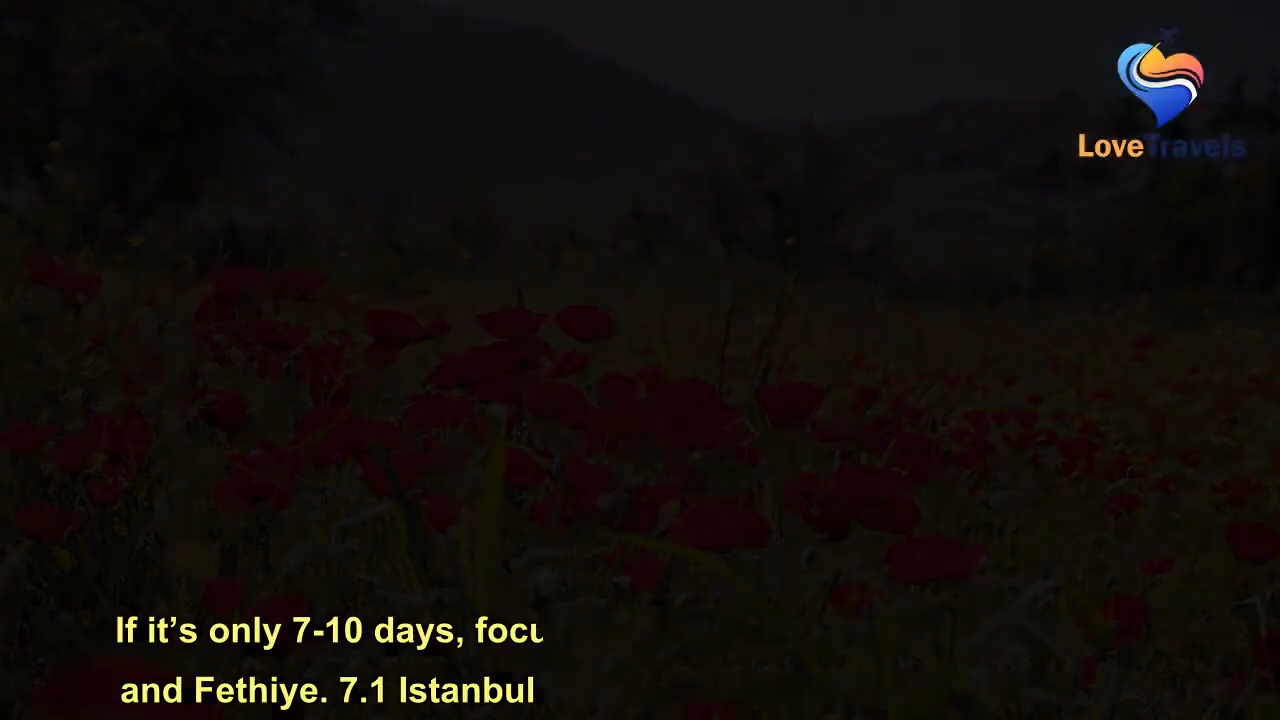 LoveTravels
If it’s only 7-10 days, focu
and Fethiye. 7.1 Istanbul